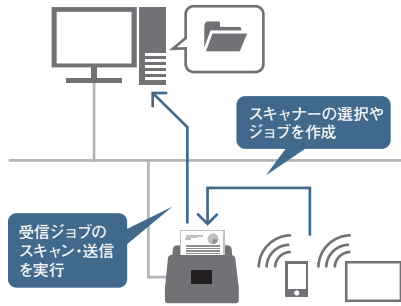 スキャナーの選択や
ジョブを作成
受信ジョブの
スキャン・送信
を実行